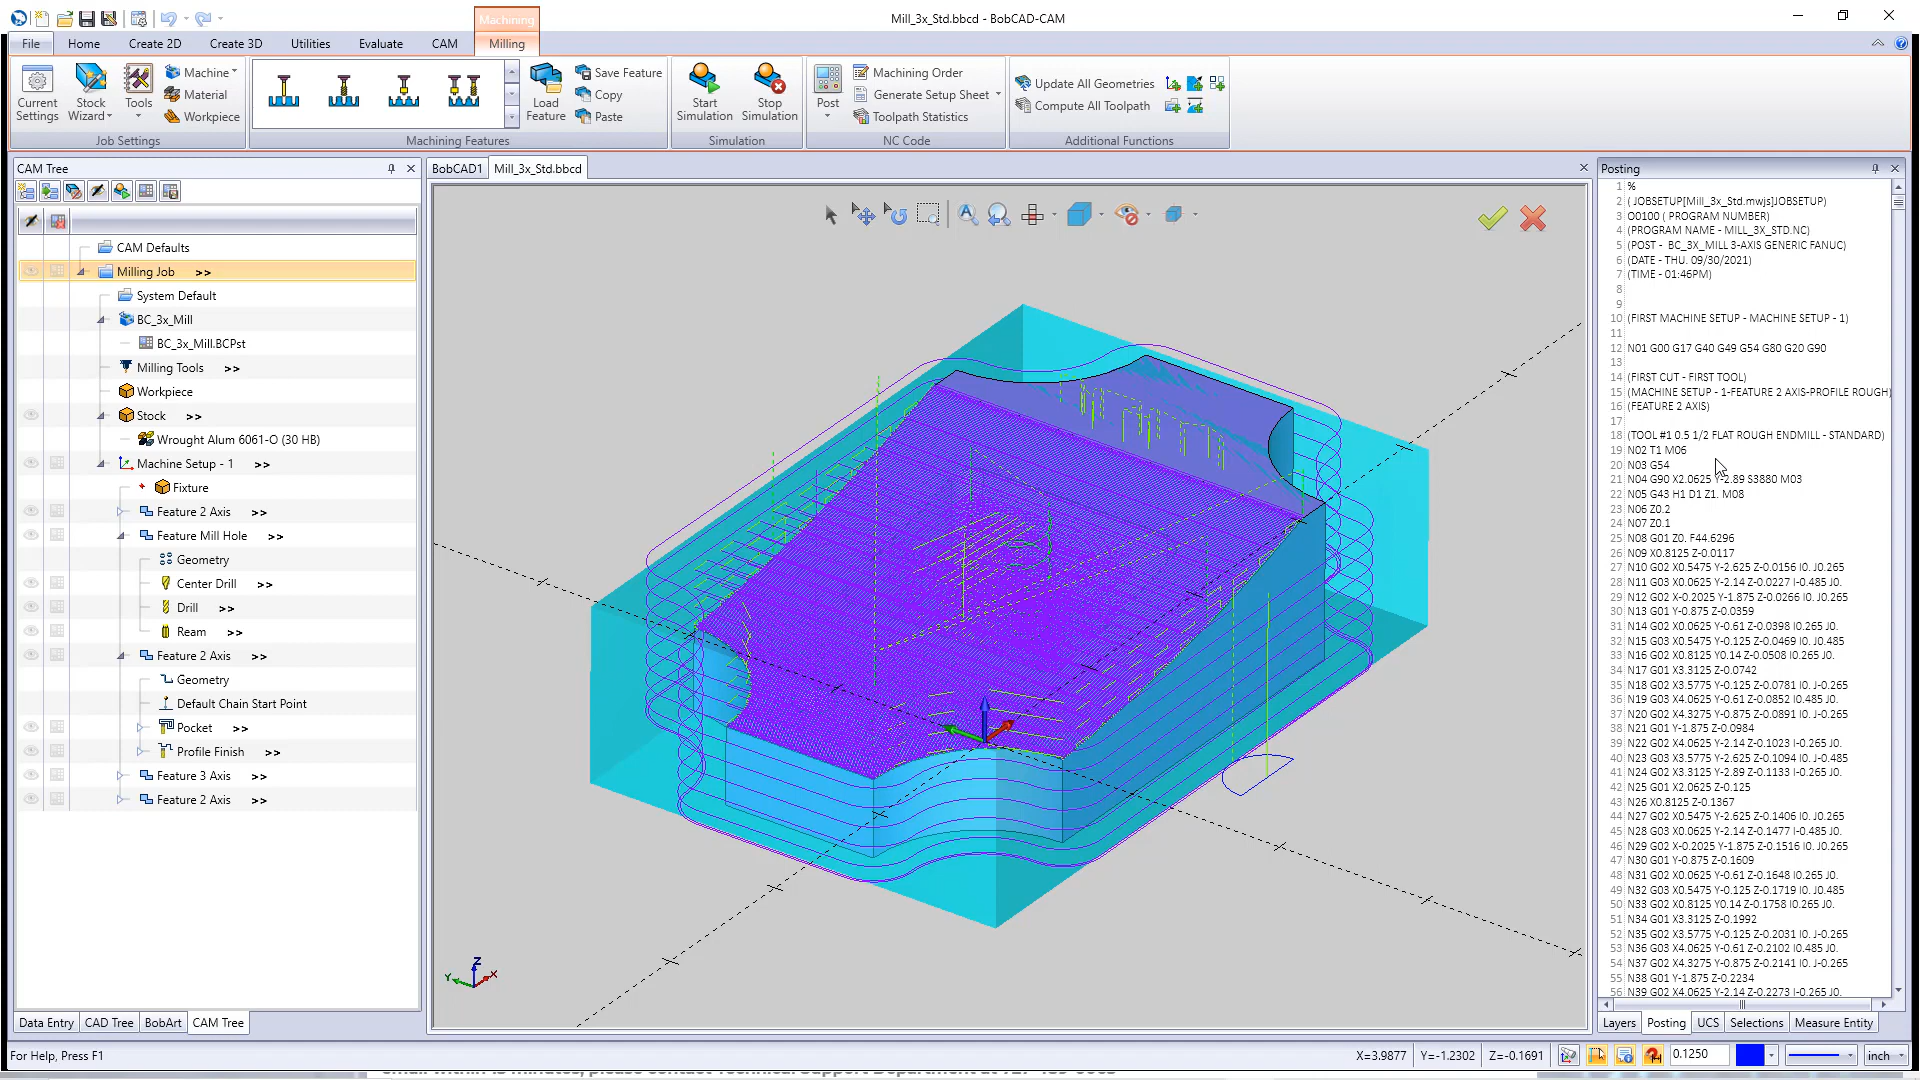 Mill_3x_Std.bbcd - BobCAD-CAM
Machining
File Home Create 2D Create 3D Utilities Evaluate CAM Milling
Current Settings
Stock Wizard
Tools
Machine
Material
Workpiece
Load Feature
Save Feature
Copy
Paste
Start Simulation
Stop Simulation
Post
Machining Order
Generate Setup Sheet
Toolpath Statistics
Update All Geometries
Compute All Toolpath
Job Settings
Machining Features
Simulation
NC Code
Additional Functions
CAM Tree
CAM Defaults
Milling Job >>
System Default
BC_3x_Mill
BC_3x_Mill.BCPst
Milling Tools >>
Workpiece
Stock >>
Wrought Alum 6061-O (30 HB)
Machine Setup - 1 >>
Fixture
Feature 2 Axis >>
Feature Mill Hole >>
Geometry
Center Drill >>
Drill >>
Ream >>
Feature 2 Axis >>
Geometry
Default Chain Start Point
Pocket >>
Profile Finish >>
Feature 3 Axis >>
Feature 2 Axis >>
Data Entry CAD Tree BobArt CAM Tree
BobCAD1 Mill_3x_Std.bbcd
Z
Y
X
Posting
1 %
2 ( JOBSETUP[Mill_3x_Std.mwjs]JOBSETUP)
3 O0100 ( PROGRAM NUMBER)
4 (PROGRAM NAME - MILL_3X_STD.NC)
5 (POST -  BC_3X_MILL 3-AXIS GENERIC FANUC)
6 (DATE - THU. 09/30/2021)
7 (TIME - 01:46PM)
8
9
10 (FIRST MACHINE SETUP - MACHINE SETUP - 1)
11
12 N01 G00 G17 G40 G49 G54 G80 G20 G90
13
14 (FIRST CUT - FIRST TOOL)
15 (MACHINE SETUP - 1-FEATURE 2 AXIS-PROFILE ROUGH)
16 (FEATURE 2 AXIS)
17
18 (TOOL #1 0.5 1/2 FLAT ROUGH ENDMILL - STANDARD)
19 N02 T1 M06
20 N03 G54
21 N04 G90 X2.0625 Y-2.89 S3880 M03
22 N05 G43 H1 D1 Z1. M08
23 N06 Z0.2
24 N07 Z0.1
25 N08 G01 Z0. F44.6296
26 N09 X0.8125 Z-0.0117
27 N10 G02 X0.5475 Y-2.625 Z-0.0156 I0. J0.265
28 N11 G03 X0.0625 Y-2.14 Z-0.0227 I-0.485 J0.
29 N12 G02 X-0.2025 Y-1.875 Z-0.0266 I0. J0.265
30 N13 G01 Y-0.875 Z-0.0359
31 N14 G02 X0.0625 Y-0.61 Z-0.0398 I0.265 J0.
32 N15 G03 X0.5475 Y-0.125 Z-0.0469 I0. J0.485
33 N16 G02 X0.8125 Y0.14 Z-0.0508 I0.265 J0.
34 N17 G01 X3.3125 Z-0.0742
35 N18 G02 X3.5775 Y-0.125 Z-0.0781 I0. J-0.265
36 N19 G03 X4.0625 Y-0.61 Z-0.0852 I0.485 J0.
37 N20 G02 X4.3275 Y-0.875 Z-0.0891 I0. J-0.265
38 N21 G01 Y-1.875 Z-0.0984
39 N22 G02 X4.0625 Y-2.14 Z-0.1023 I-0.265 J0.
40 N23 G03 X3.5775 Y-2.625 Z-0.1094 I0. J-0.485
41 N24 G02 X3.3125 Y-2.89 Z-0.1133 I-0.265 J0.
42 N25 G01 X2.0625 Z-0.125
43 N26 X0.8125 Z-0.1367
44 N27 G02 X0.5475 Y-2.625 Z-0.1406 I0. J0.265
45 N28 G03 X0.0625 Y-2.14 Z-0.1477 I-0.485 J0.
46 N29 G02 X-0.2025 Y-1.875 Z-0.1516 I0. J0.265
47 N30 G01 Y-0.875 Z-0.1609
48 N31 G02 X0.0625 Y-0.61 Z-0.1648 I0.265 J0.
49 N32 G03 X0.5475 Y-0.125 Z-0.1719 I0. J0.485
50 N33 G02 X0.8125 Y0.14 Z-0.1758 I0.265 J0.
51 N34 G01 X3.3125 Z-0.1992
52 N35 G02 X3.5775 Y-0.125 Z-0.2031 I0. J-0.265
53 N36 G03 X4.0625 Y-0.61 Z-0.2102 I0.485 J0.
54 N37 G02 X4.3275 Y-0.875 Z-0.2141 I0. J-0.265
55 N38 G01 Y-1.875 Z-0.2234
56 N39 G02 X4.0625 Y-2.14 Z-0.2273 I-0.265 J0.
Layers Posting UCS Selections Measure Entity
For Help, Press F1
X=3.9877 Y=-1.2302 Z=-0.1691
0.1250
inch